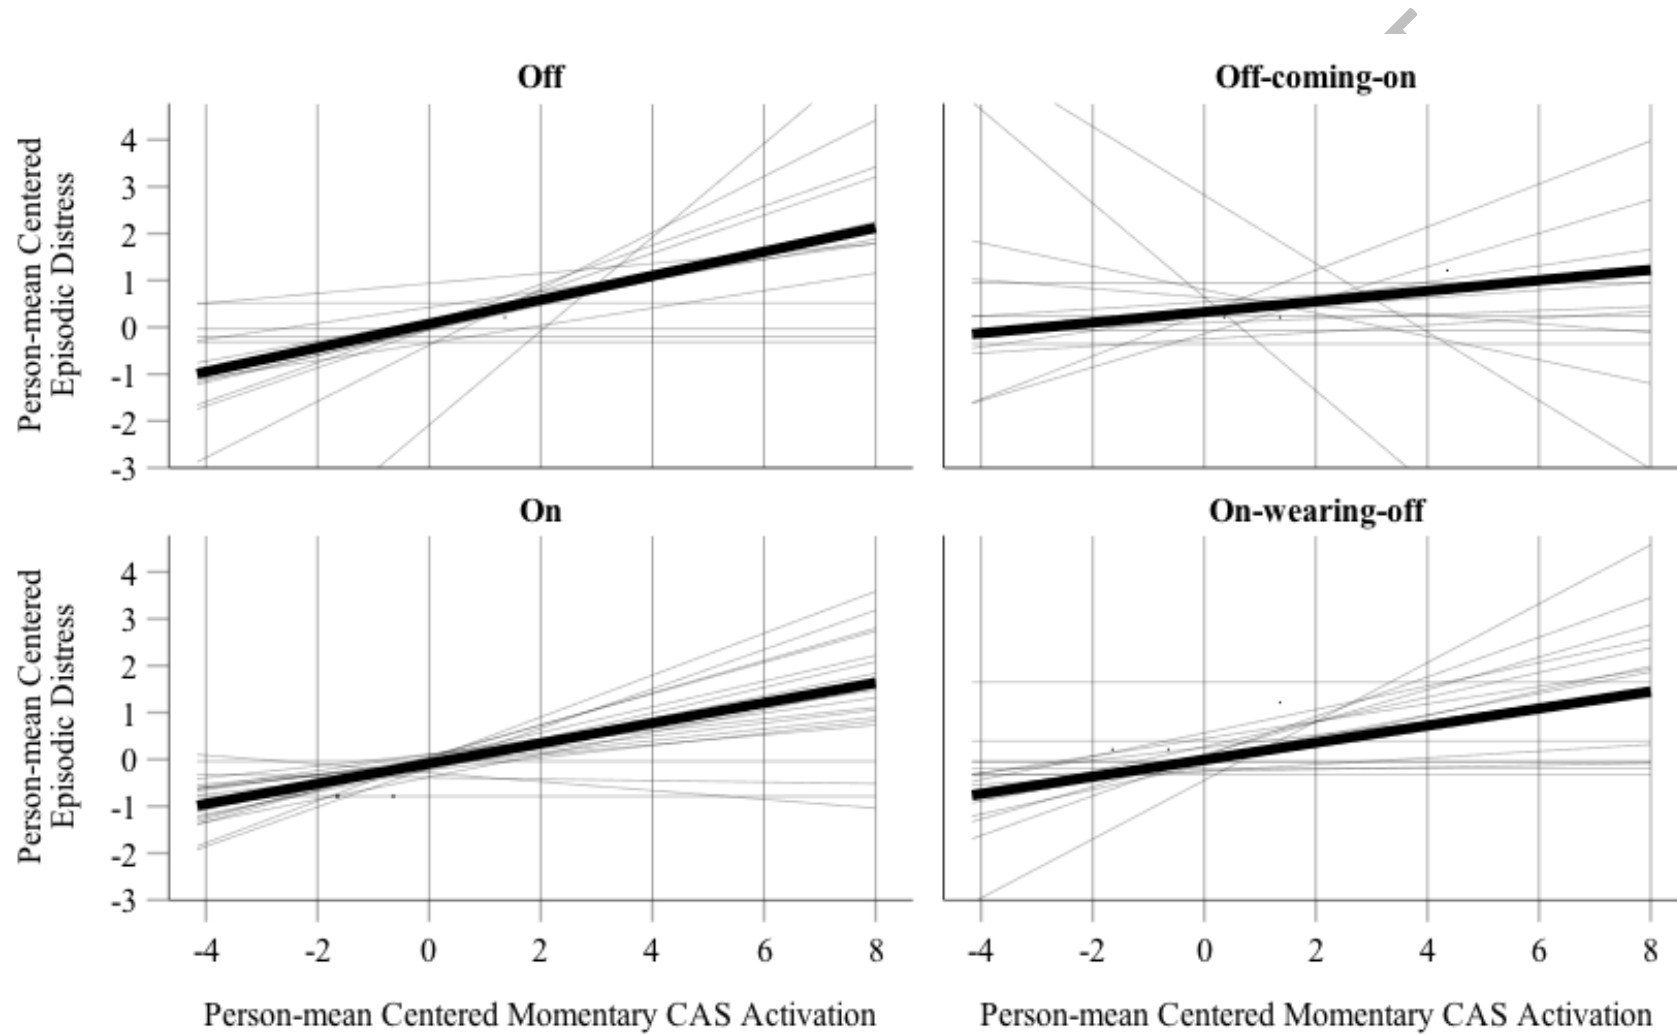 Off
Off-coming-on
Person-mean Centered
Episodic Distress
4
3
2
1
0
-1
-2
-3
On
On-wearing-off
Person-mean Centered
Episodic Distress
4
3
2
1
0
-1
-2
-3
-4 -2 0 2 4 6 8
-4 -2 0 2 4 6 8
Person-mean Centered Momentary CAS Activation
Person-mean Centered Momentary CAS Activation